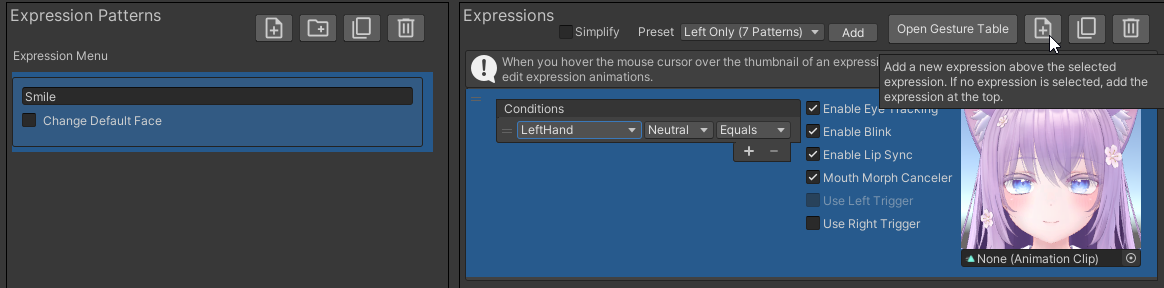 Expression Patterns
Expression Menu
Smile
Change Default Face
Expressions
Simplify
Preset
Left Only (7 Patterns)
Add
Open Gesture Table
When you hover the mouse cursor over the thumbnail of an
edit expression animations.
Add a new expression above the selected
expression. If no expression is selected, add the
expression at the top.
Conditions
LeftHand
Neutral
Equals
+ −
Enable Eye Tracking
Enable Blink
Enable Lip Sync
Mouth Morph Canceler
Use Left Trigger
Use Right Trigger
None (Animation Clip)